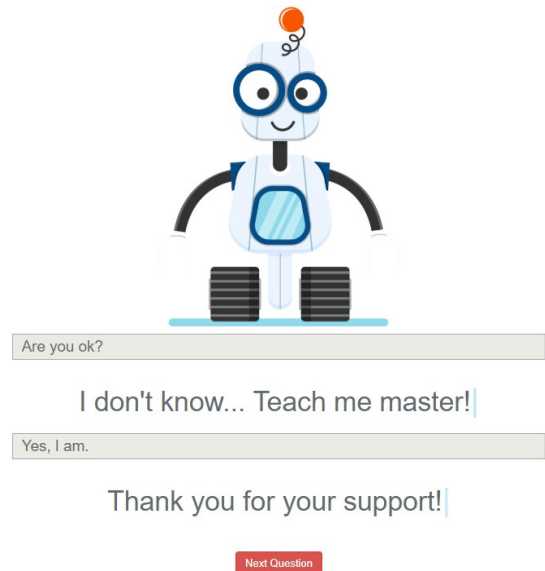 Are you ok?
I don't know... Teach me master!
Yes, I am.
Thank you for your support!
Next Question